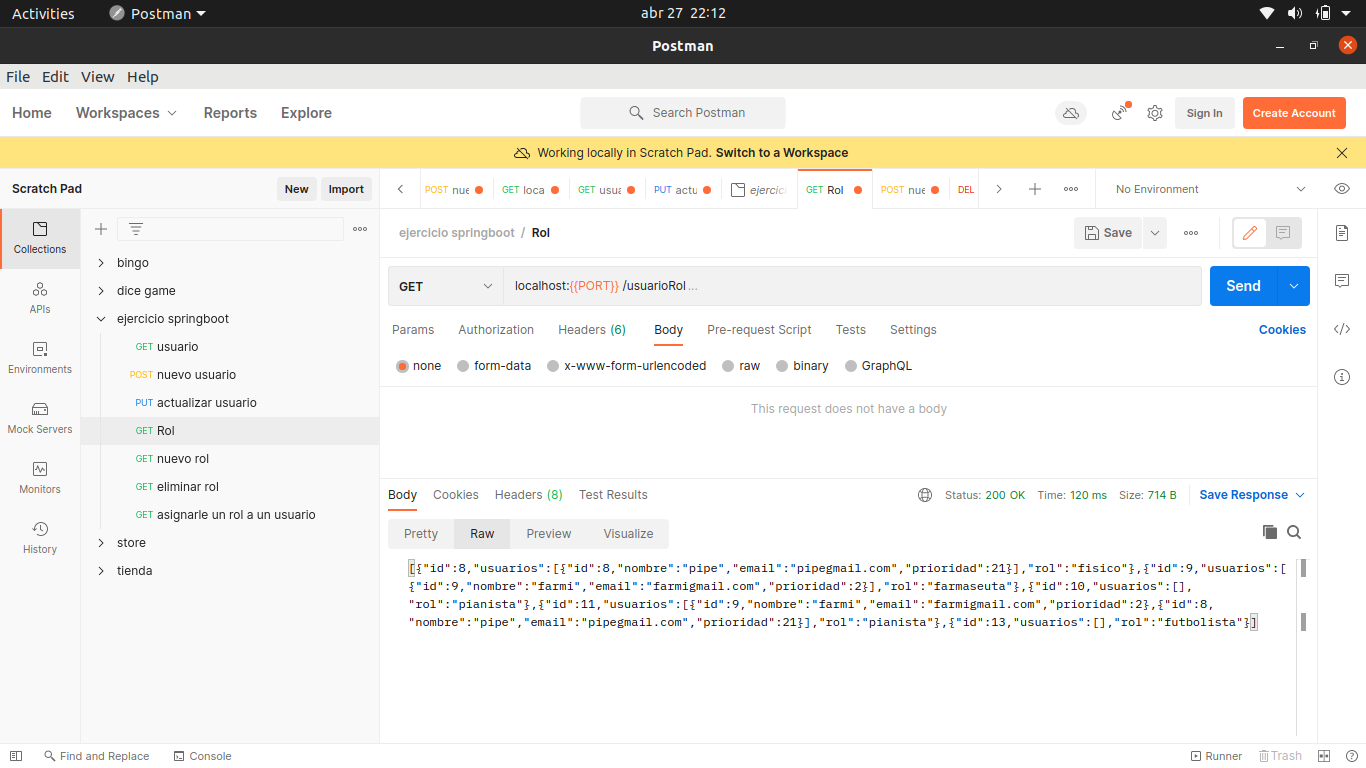 Activities Postman abr 27 22:12
Postman
File Edit View Help
Home Workspaces Reports Explore Search Postman Sign In Create Account
Working locally in Scratch Pad. Switch to a Workspace
Scratch Pad New Import POST nue GET loca GET usua PUT actu ejercic GET Rol POST nue DEL No Environment
Collections
APIs
Environments
Mock Servers
Monitors
History
bingo
dice game
ejercicio springboot
GET usuario
POST nuevo usuario
PUT actualizar usuario
GET Rol
GET nuevo rol
GET eliminar rol
GET asignarle un rol a un usuario
store
tienda
ejercicio springboot / Rol Save
GET localhost:{{PORT}} /usuarioRol... Send
Params Authorization Headers (6) Body Pre-request Script Tests Settings Cookies
none form-data x-www-form-urlencoded raw binary GraphQL
This request does not have a body
Body Cookies Headers (8) Test Results Status: 200 OK Time: 120 ms Size: 714 B Save Response
Pretty Raw Preview Visualize
[{"id":8,"usuarios":[{"id":8,"nombre":"pipe","email":"pipegmail.com","prioridad":21}],"rol":"fisico"},{"id":9,"usuarios":[
{"id":9,"nombre":"farmi","email":"farmigmail.com","prioridad":2}],"rol":"farmaseuta"},{"id":10,"usuarios":[],
"rol":"pianista"},{"id":11,"usuarios":[{"id":9,"nombre":"farmi","email":"farmigmail.com","prioridad":2},{"id":8,
"nombre":"pipe","email":"pipegmail.com","prioridad":21}],"rol":"pianista"},{"id":13,"usuarios":[],"rol":"futbolista"}]
Find and Replace Console Runner Trash